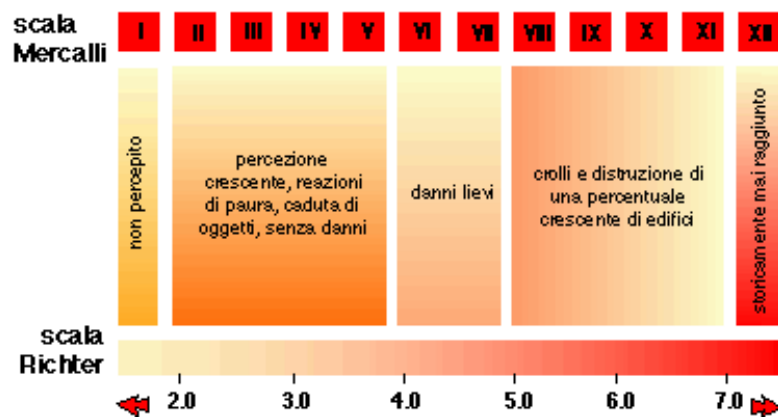 scala
Mercalli
I II III IV V VI VII VIII IX X XI XII
non percepito
percezione
crescente, reazioni
di paura, caduta di
oggetti, senza danni
danni lievi
crolli e distruzione di
una percentuale
crescente di edifici
storicamente mai raggiunto
scala
Richter
2.0 3.0 4.0 5.0 6.0 7.0